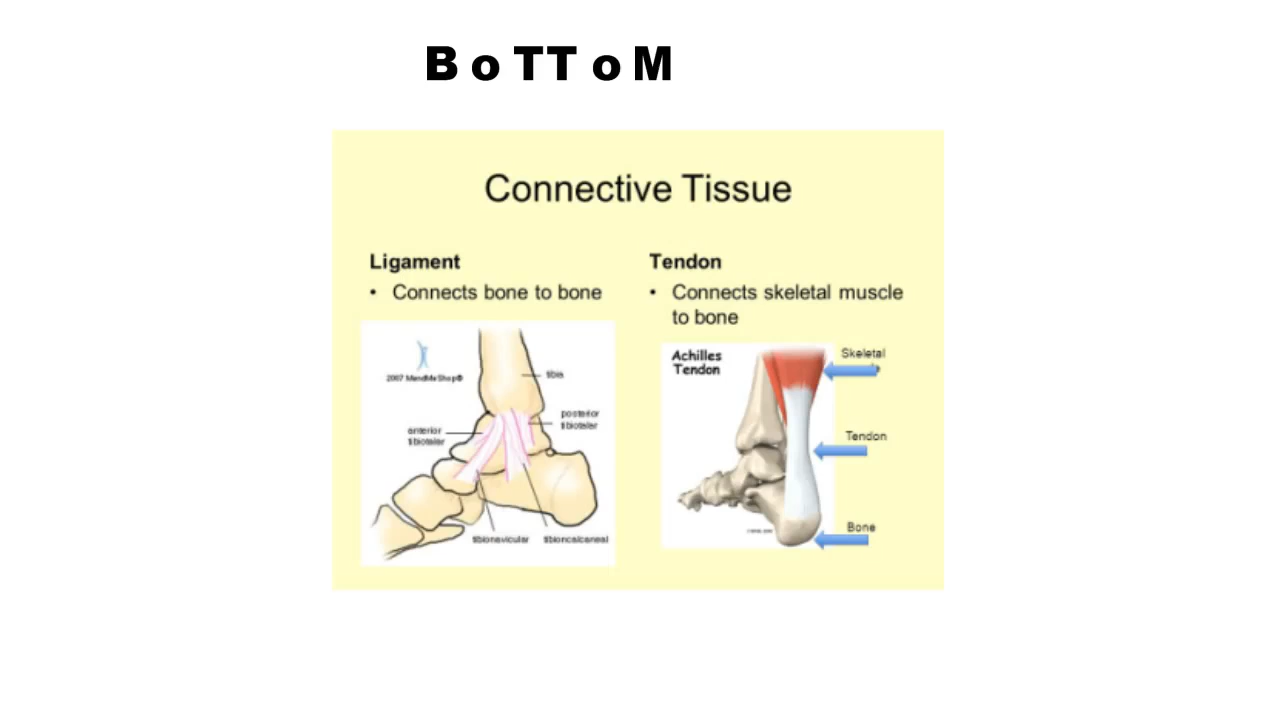 B o TT o M
Connective Tissue
Ligament
• Connects bone to bone
2007 MendMeShop®
tibia
posterior
tibiotalar
anterior
tibiotalar
tibionavicular
tibiocalcaneal
Tendon
• Connects skeletal muscle
to bone
Achilles
Tendon
Skeletal
Tendon
Bone